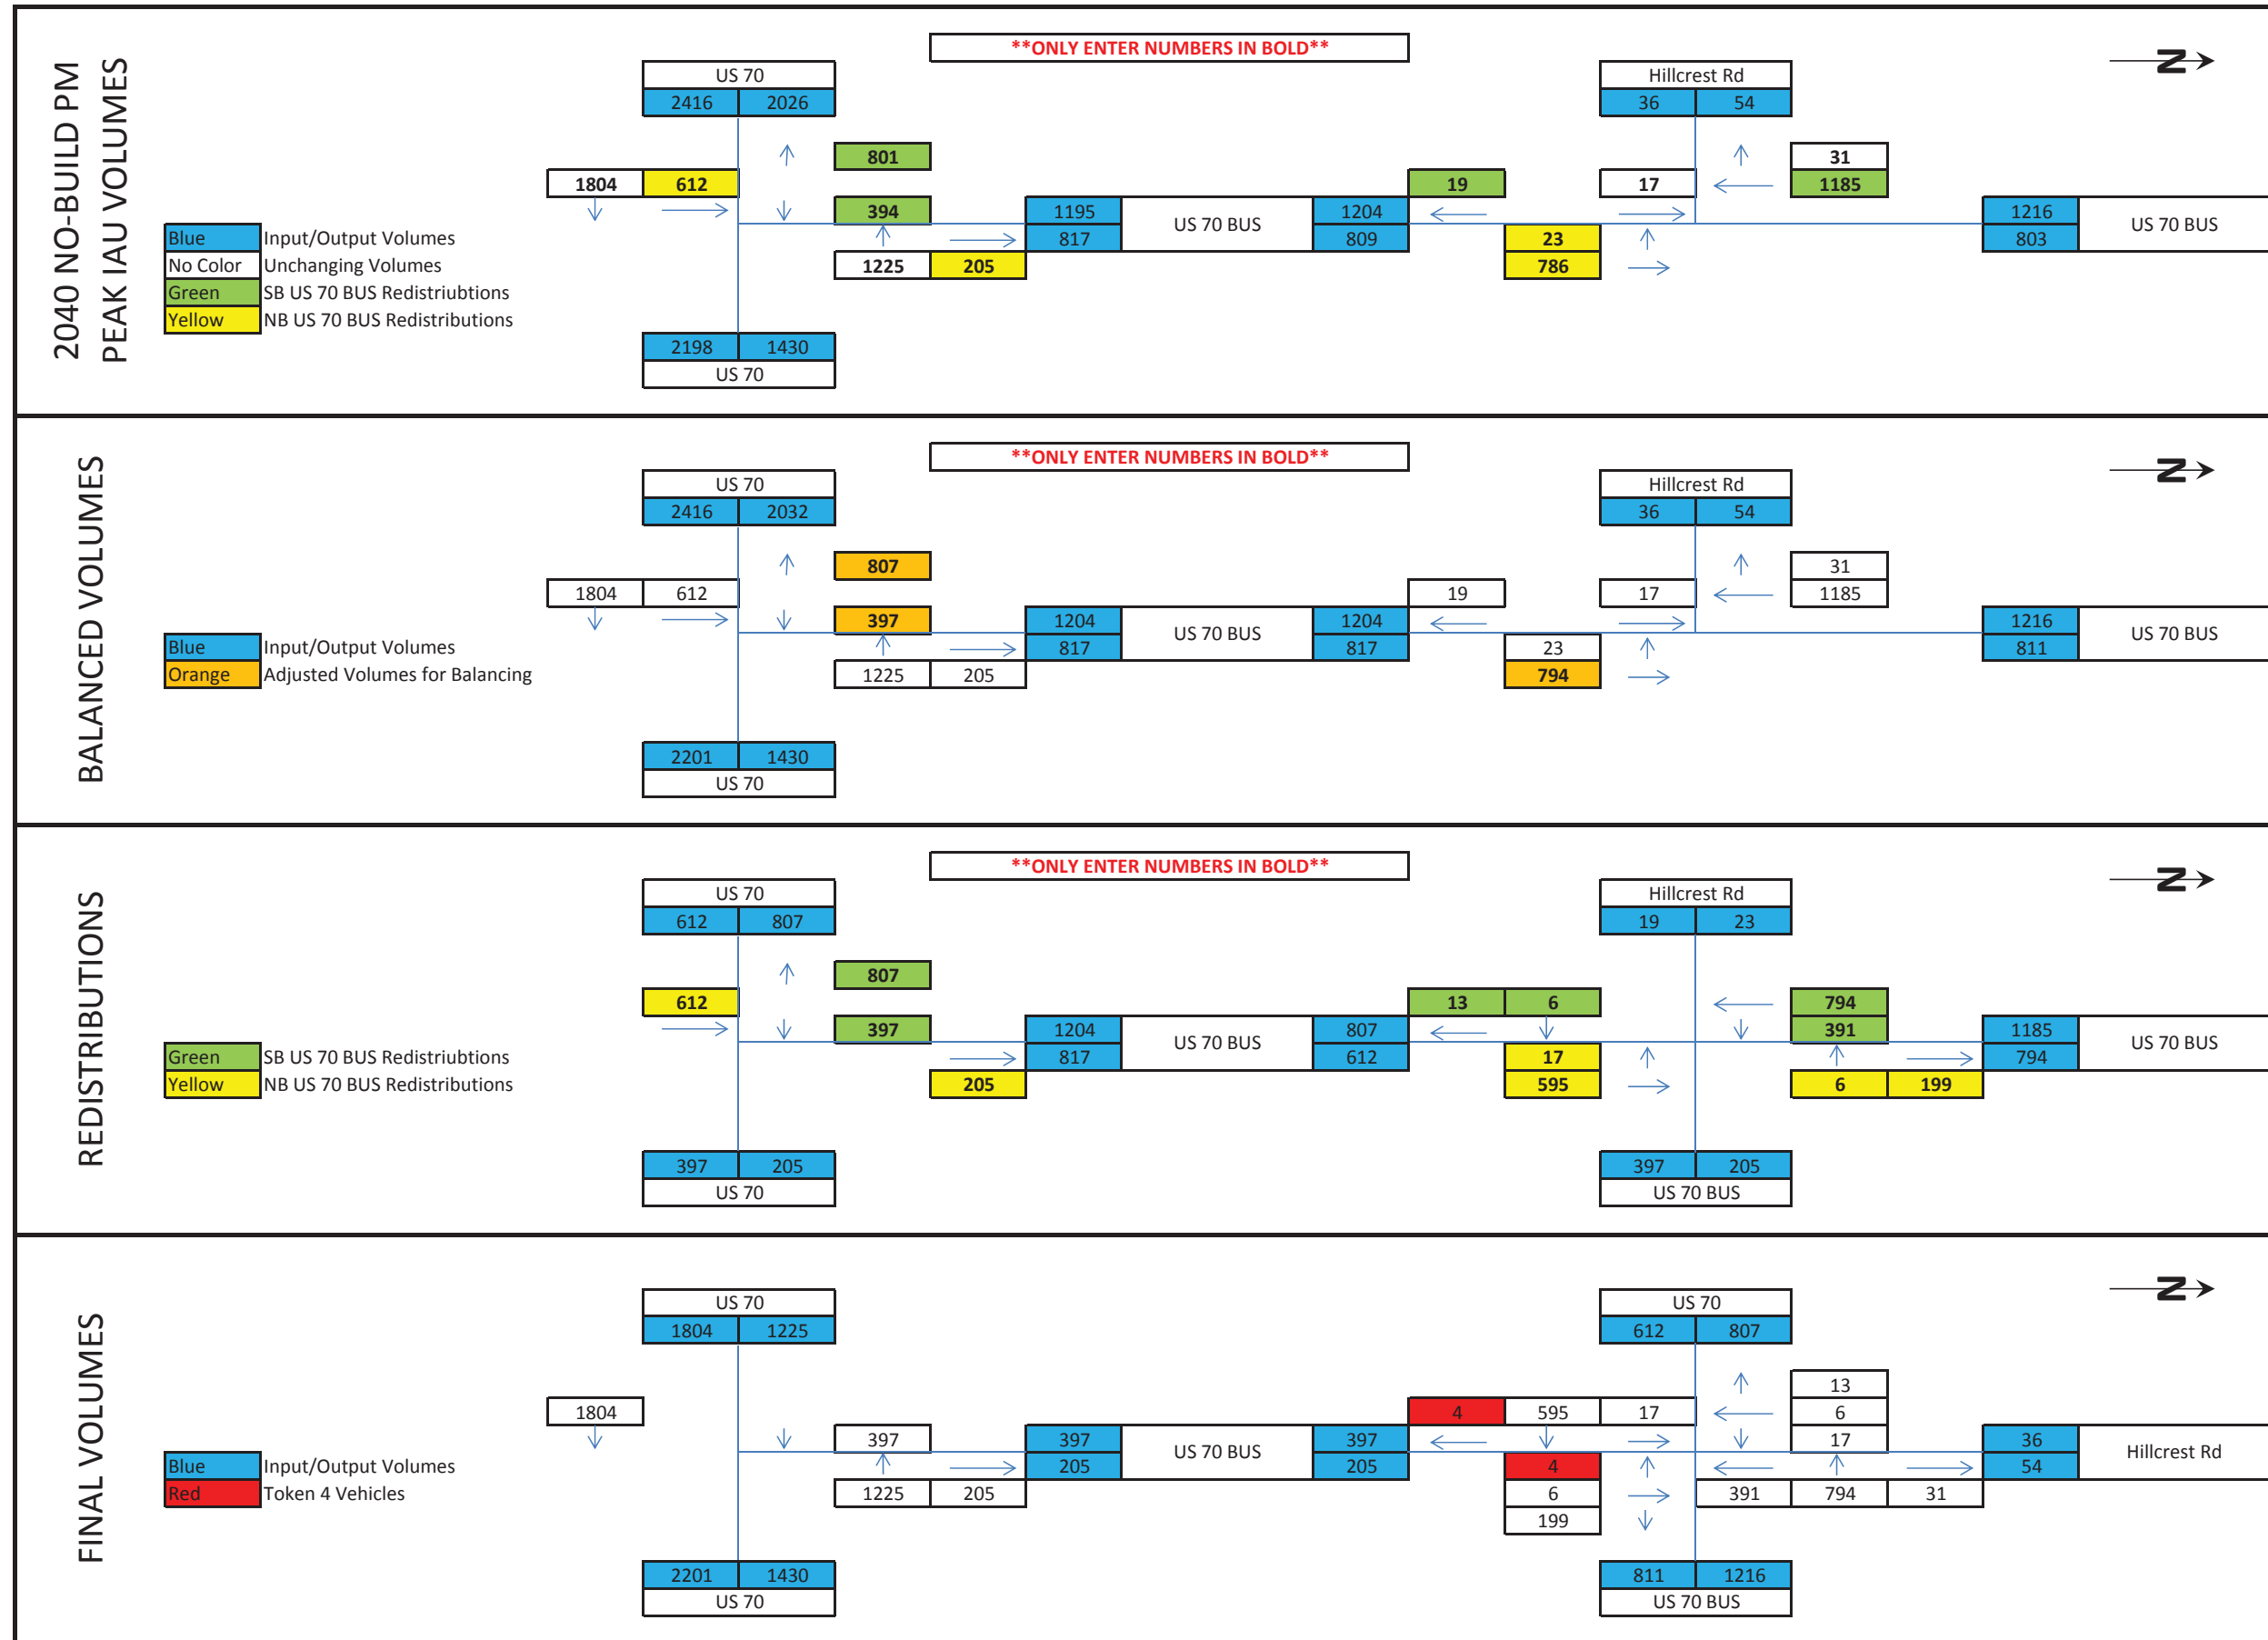 2040 NO-BUILD PM
PEAK IAU VOLUMES
**ONLY ENTER NUMBERS IN BOLD**
N
US 70
Hillcrest Rd
2416 2026
36 54
801
31
1804 612
19
17
1185
394
1195
US 70 BUS
1204
1216
US 70 BUS
Blue Input/Output Volumes
817
809
23
803
No Color Unchanging Volumes
1225 205
786
Green SB US 70 BUS Redistriubtions
Yellow NB US 70 BUS Redistributions
2198 1430
US 70
BALANCED VOLUMES
**ONLY ENTER NUMBERS IN BOLD**
N
US 70
Hillcrest Rd
2416 2032
36 54
807
31
1804 612
19
17
1185
397
1204
US 70 BUS
1204
1216
US 70 BUS
Blue Input/Output Volumes
817
817
23
811
Orange Adjusted Volumes for Balancing
1225 205
794
2201 1430
US 70
REDISTRIBUTIONS
**ONLY ENTER NUMBERS IN BOLD**
N
US 70
Hillcrest Rd
612 807
19 23
807
794
612
13 6
397
1204
US 70 BUS
807
391
1185
US 70 BUS
Green SB US 70 BUS Redistriubtions
817
612
17
794
Yellow NB US 70 BUS Redistributions
205
595
6 199
397 205
397 205
US 70
US 70 BUS
FINAL VOLUMES
N
US 70
US 70
1804 1225
612 807
13
1804
4 595 17
6
397
397
US 70 BUS
397
17
36
Hillcrest Rd
Blue Input/Output Volumes
205
205
4
54
Red Token 4 Vehicles
1225 205
6
391 794 31
199
2201 1430
811 1216
US 70
US 70 BUS